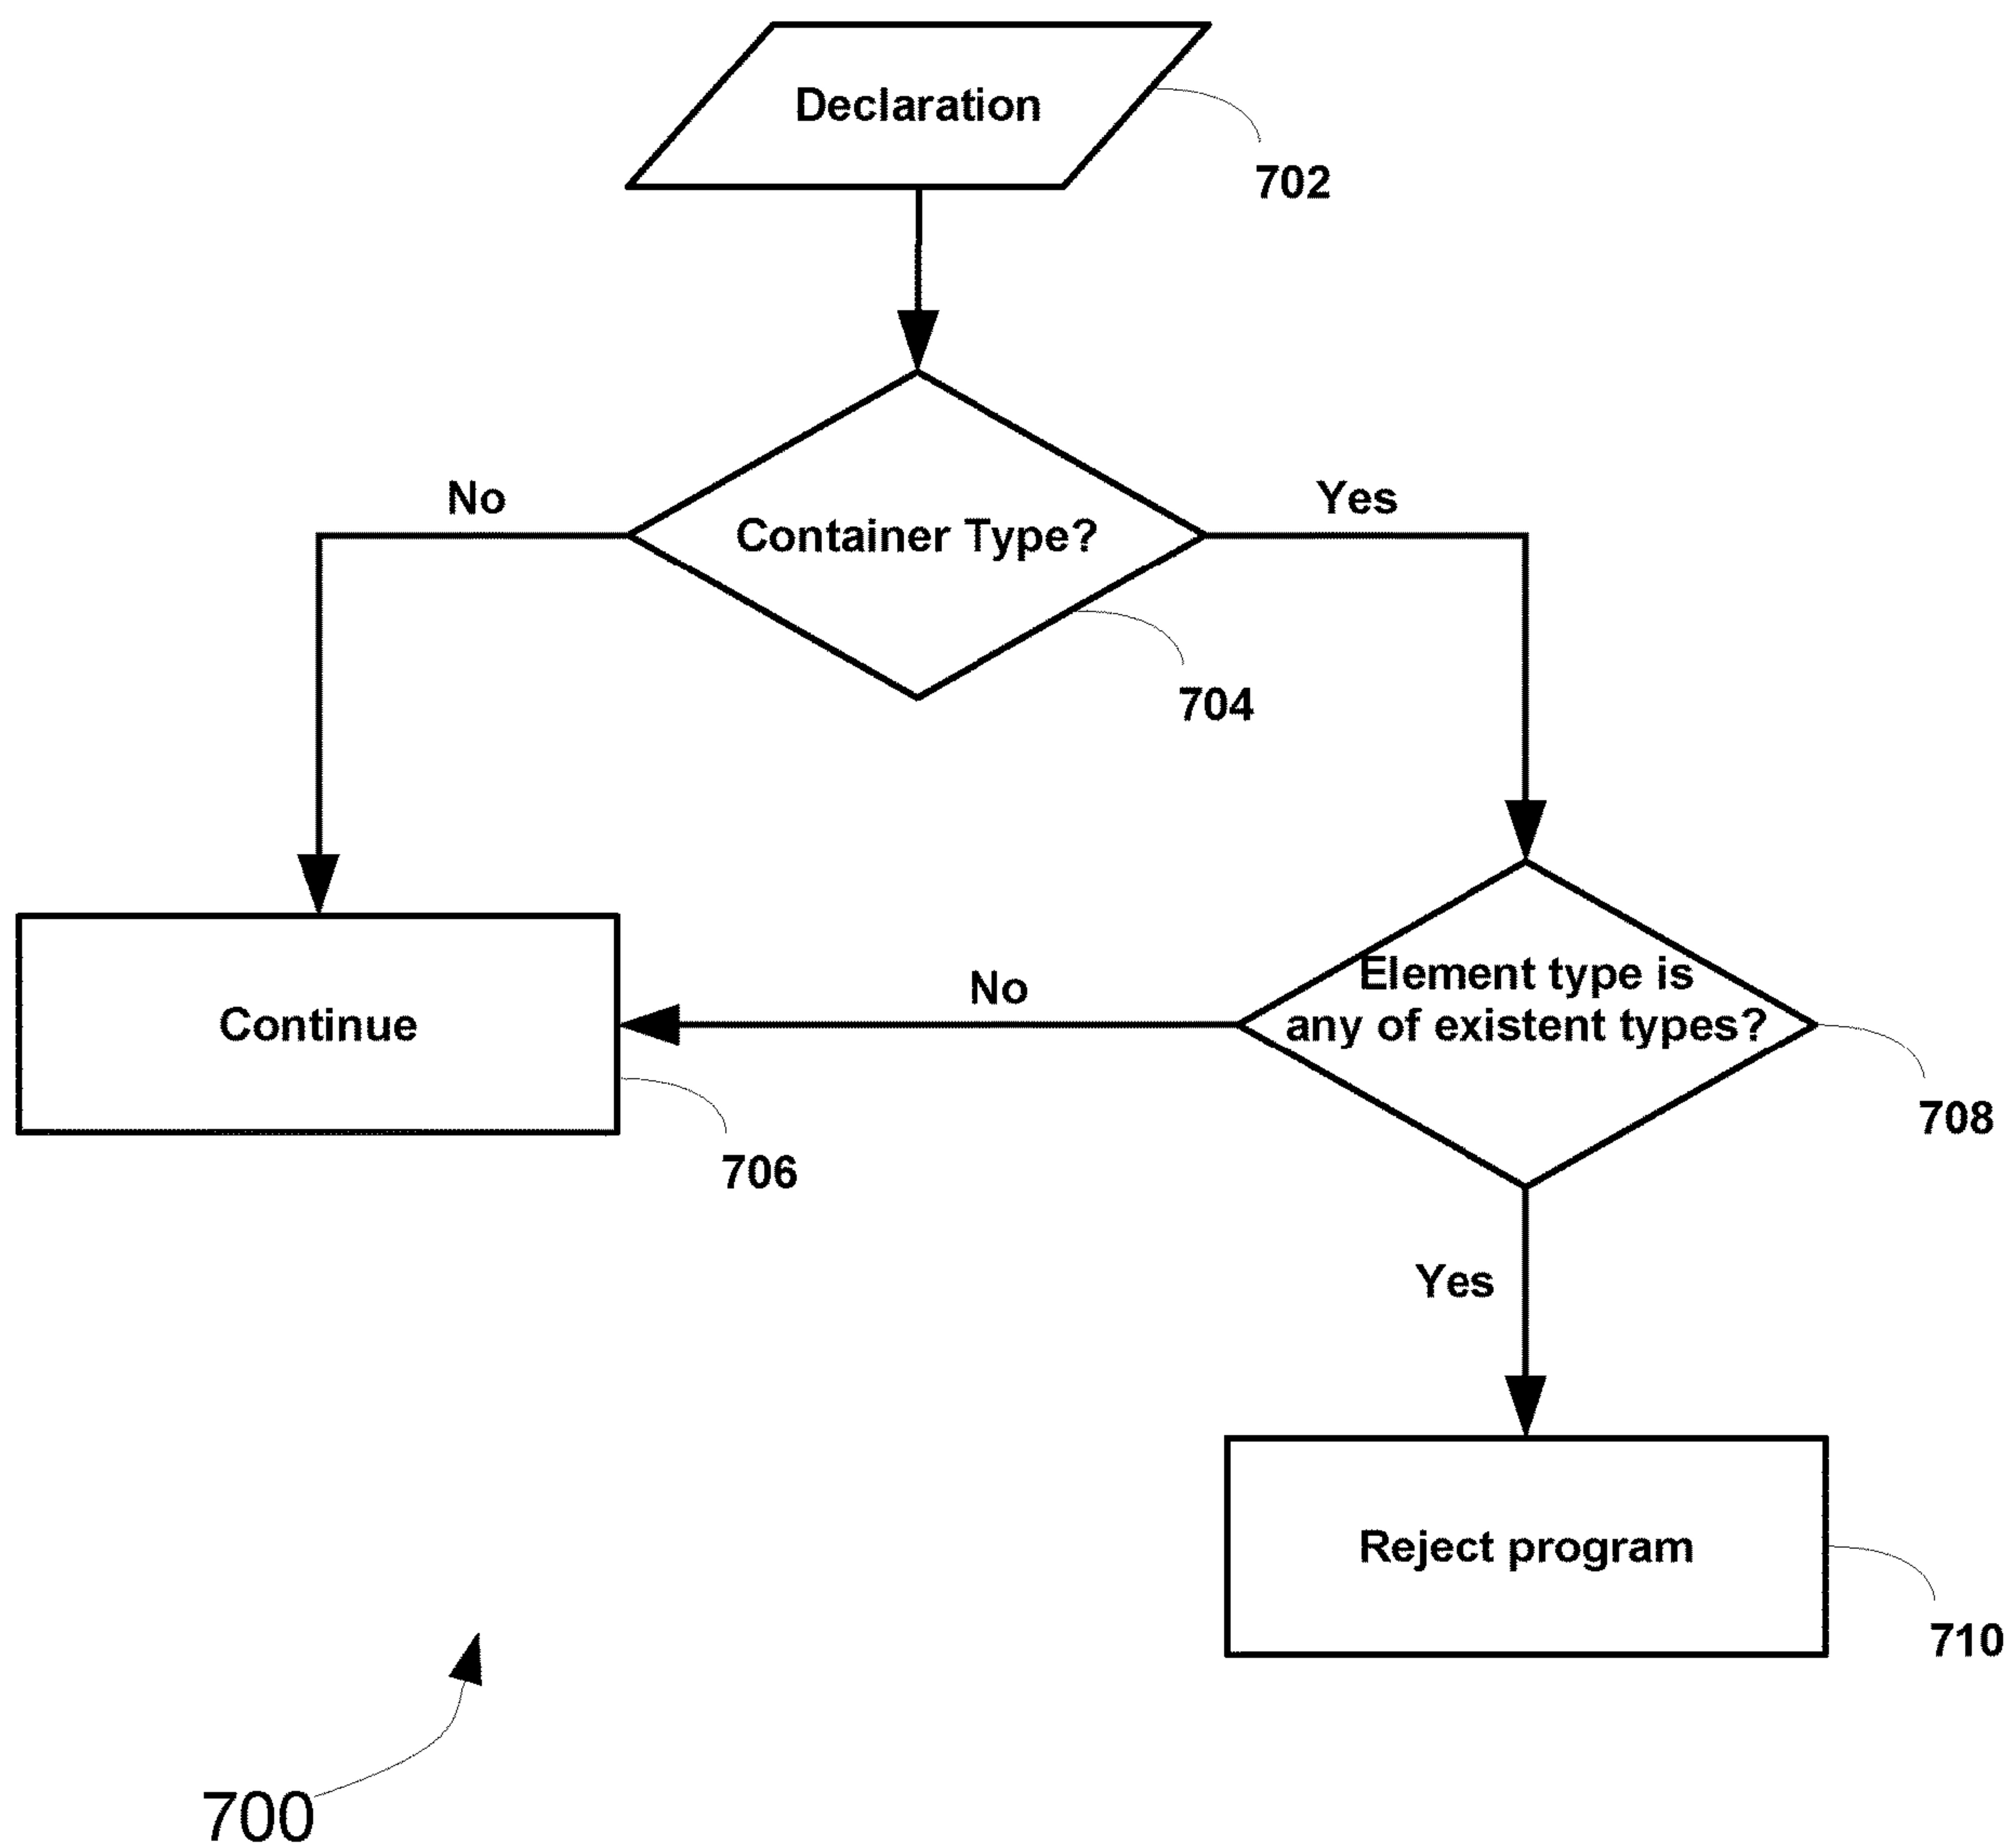 Declaration
702
No
Yes
Container Type?
704
Element type is
any of existent types?
No
Continue
708
706
Yes
Reject program
710
700